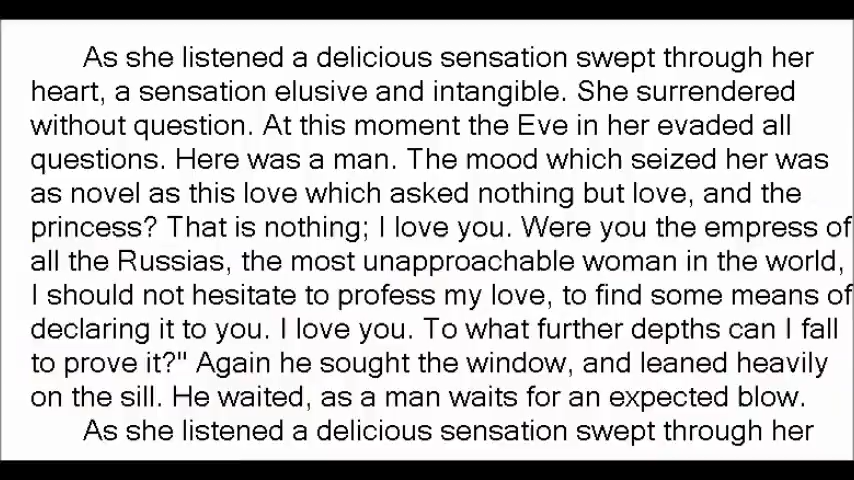 As she listened a delicious sensation swept through her
heart, a sensation elusive and intangible. She surrendered
without question. At this moment the Eve in her evaded all
questions. Here was a man. The mood which seized her was
as novel as this love which asked nothing but love, and the
princess? That is nothing; I love you. Were you the empress of
all the Russias, the most unapproachable woman in the world,
I should not hesitate to profess my love, to find some means of
declaring it to you. I love you. To what further depths can I fall
to prove it?" Again he sought the window, and leaned heavily
on the sill. He waited, as a man waits for an expected blow.
As she listened a delicious sensation swept through her